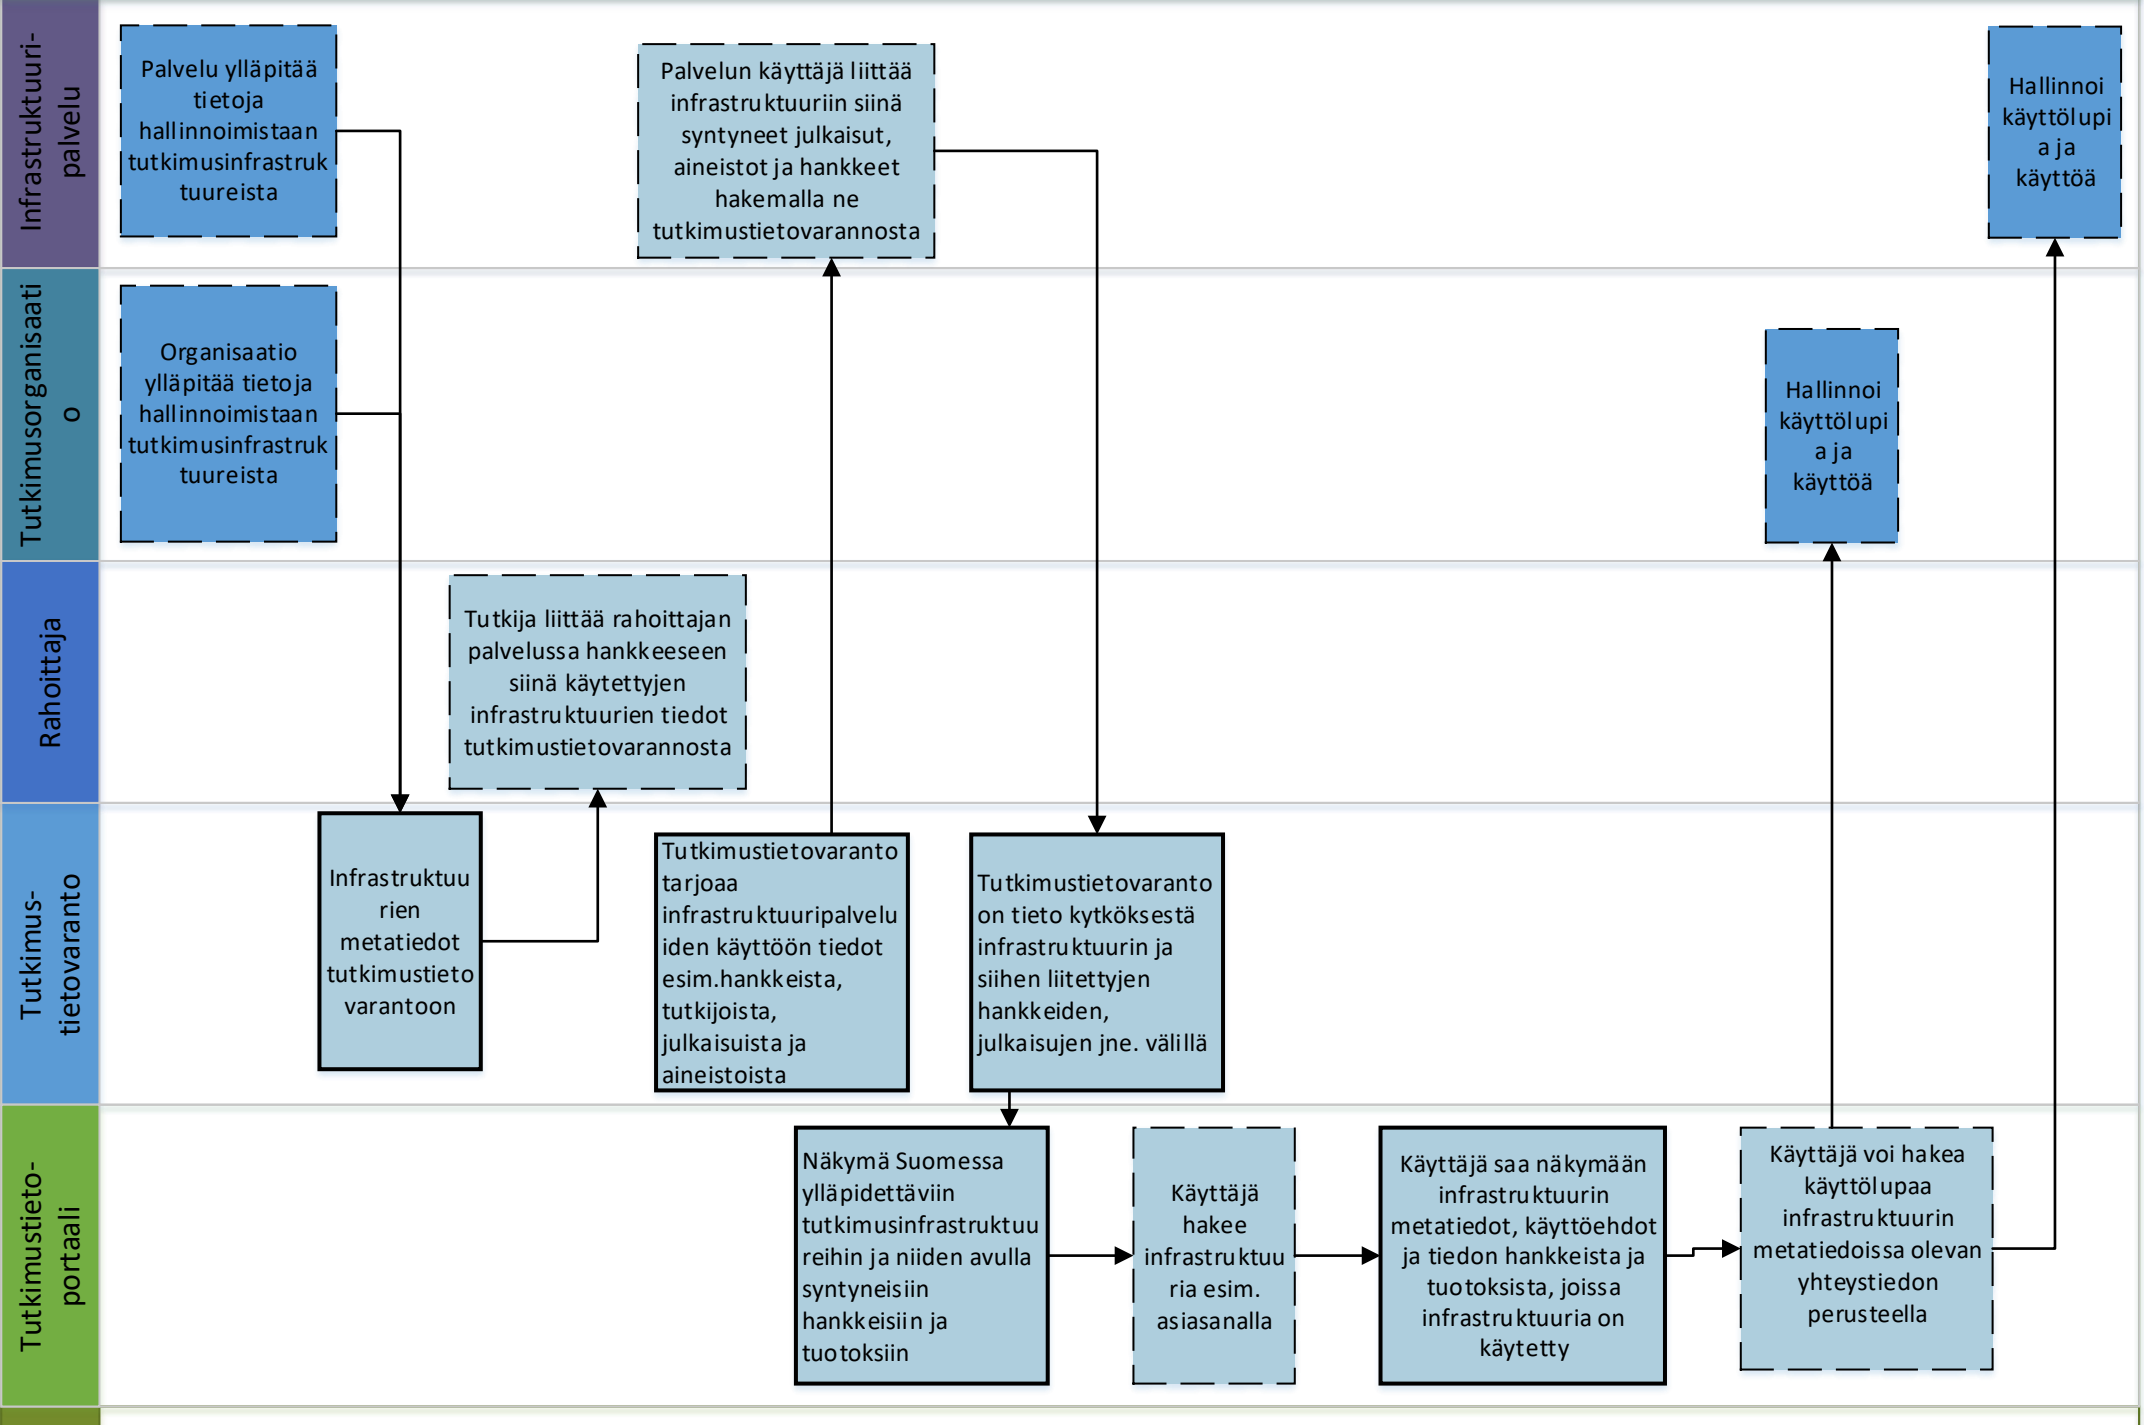 Infrastruktuuri-
palvelu
Palvelu ylläpitää
tietoja
hallinnoimistaan
tutkimusinfrastruk
tuureista
Palvelun käyttäjä liittää
infrastruktuuriin siinä
syntyneet julkaisut,
aineistot ja hankkeet
hakemalla ne
tutkimustietovarannosta
Hallinnoi
käyttölupi
a ja
käyttöä
Tutkimusorganisaati
o
Organisaatio
ylläpitää tietoja
hallinnoimistaan
tutkimusinfrastruk
tuureista
Hallinnoi
käyttölupi
a ja
käyttöä
Rahoittaja
Tutkija liittää rahoittajan
palvelussa hankkeeseen
siinä käytettyjen
infrastruktuurien tiedot
tutkimustietovarannosta
Tutkimus-
tietovaranto
Infrastruktuu
rien
metatiedot
tutkimustieto
varantoon
Tutkimustietovaranto
tarjoaa
infrastruktuuripalvelu
iden käyttöön tiedot
esim.hankkeista,
tutkijoista,
julkaisuista ja
aineistoista
Tutkimustietovaranto
on tieto kytköksestä
infrastruktuurin ja
siihen liitettyjen
hankkeiden,
julkaisujen jne. välillä
Tutkimustieto-
portaali
Näkymä Suomessa
ylläpidettäviin
tutkimusinfrastruktuu
reihin ja niiden avulla
syntyneisiin
hankkeisiin ja
tuotoksiin
Käyttäjä
hakee
infrastruktuu
ria esim.
asiasanalla
Käyttäjä saa näkymään
infrastruktuurin
metatiedot, käyttöehdot
ja tiedon hankkeista ja
tuotoksista, joissa
infrastruktuuria on
käytetty
Käyttäjä voi hakea
käyttölupaa
infrastruktuurin
metatiedoissa olevan
yhteystiedon
perusteella